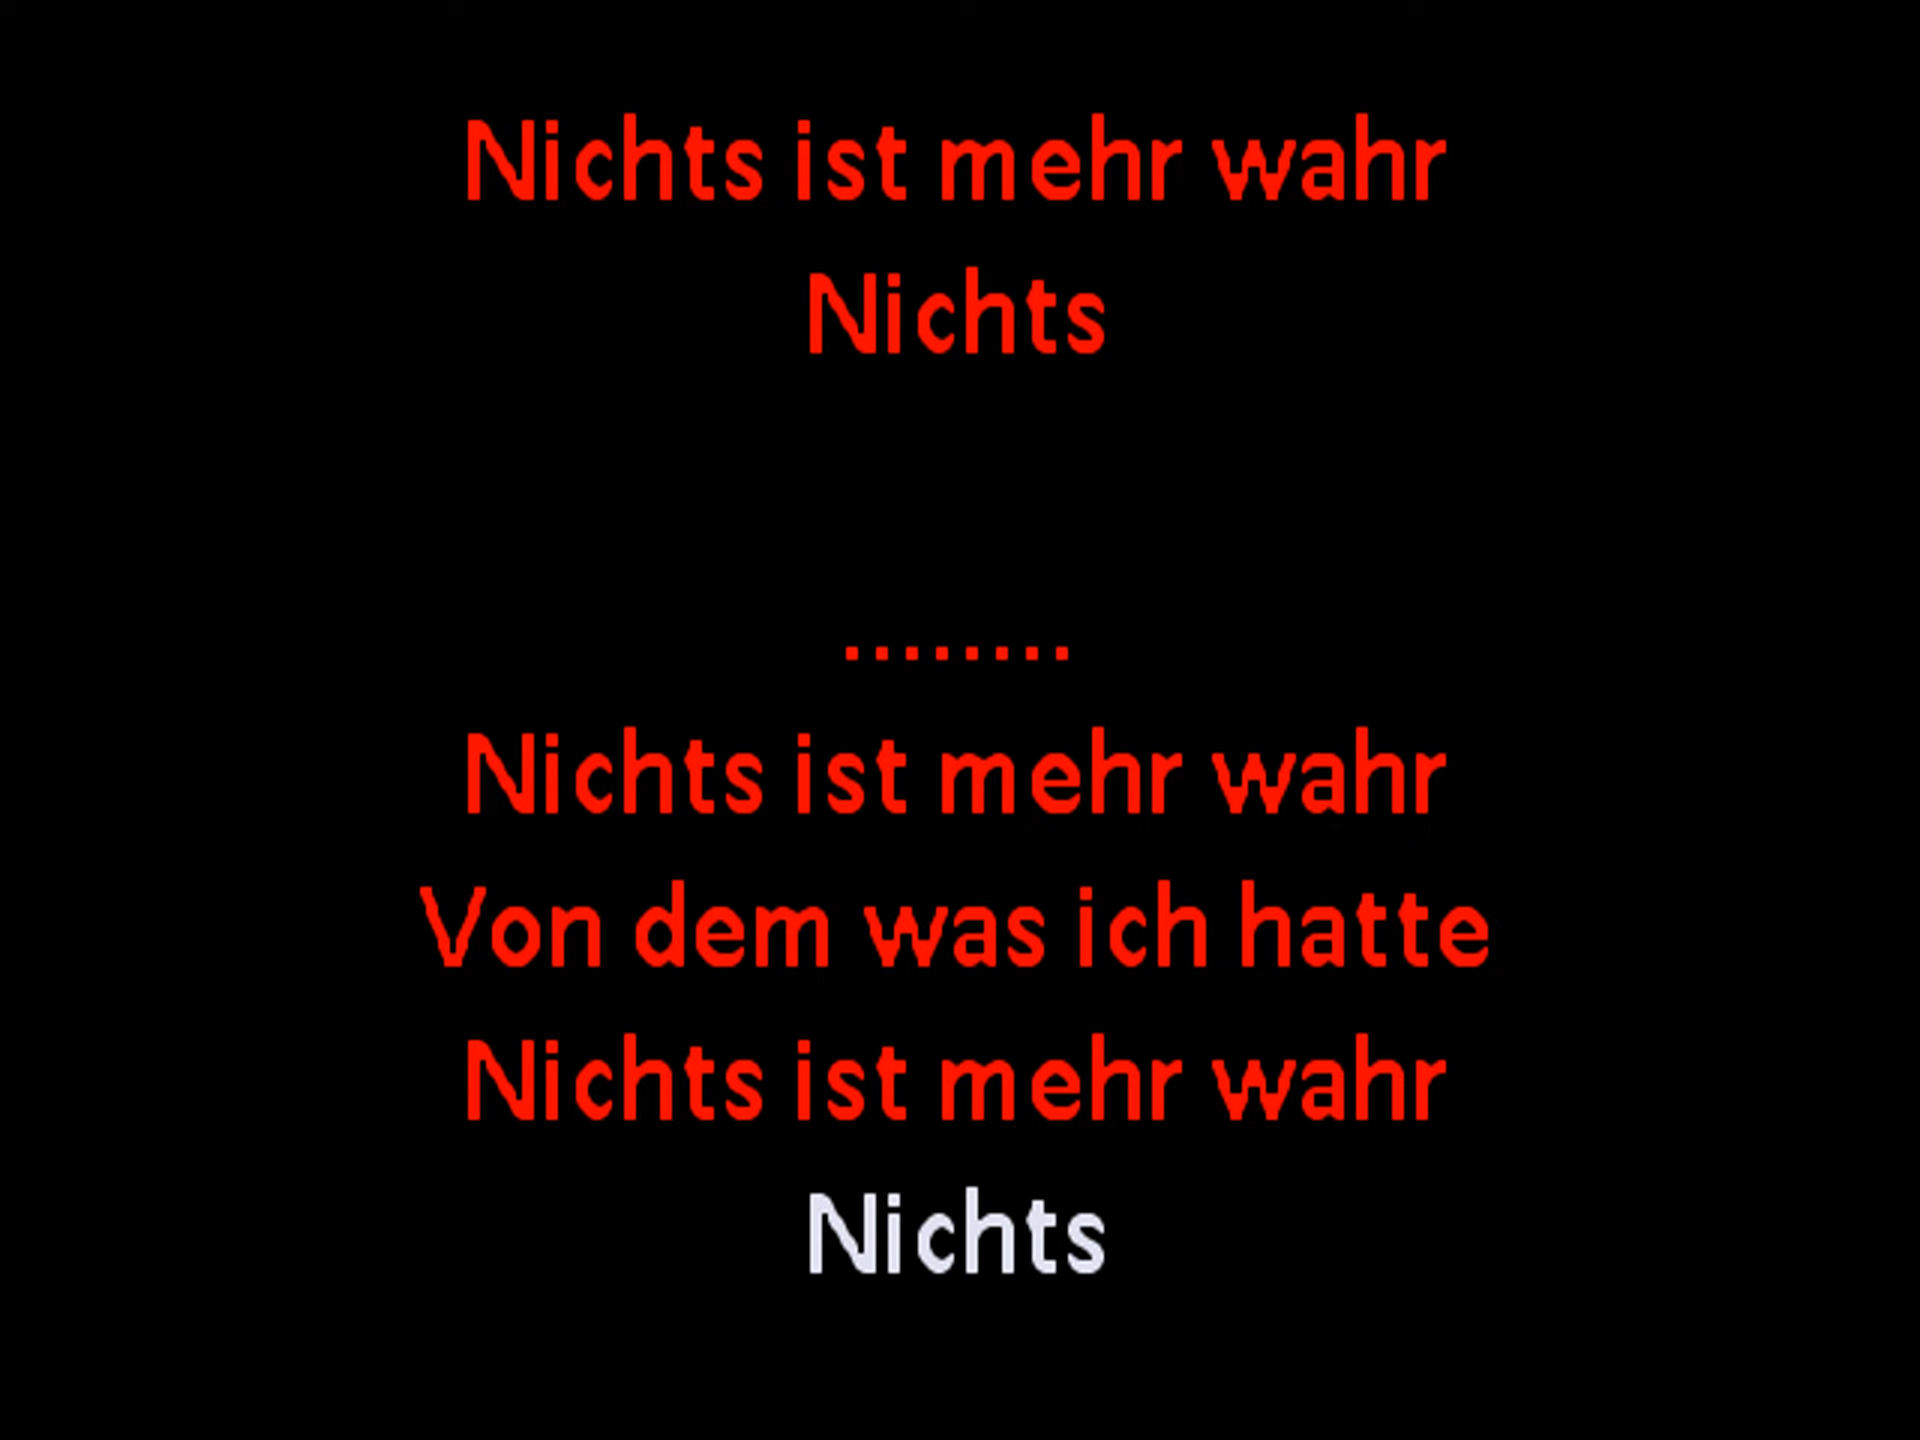 Nichts ist mehr wahr
Nichts
........
Nichts ist mehr wahr
Von dem was ich hatte
Nichts ist mehr wahr
Nichts